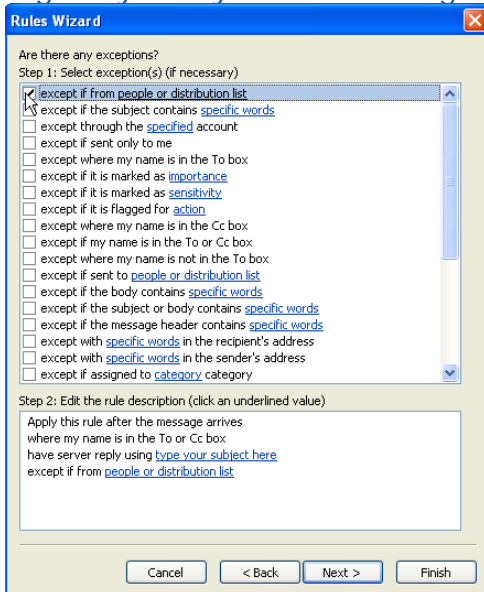 Rules Wizard
Are there any exceptions?
Step 1: Select exception(s) (if necessary)
except if from people or distribution list
except if the subject contains specific words
except through the specified account
except if sent only to me
except where my name is in the To box
except if it is marked as importance
except if it is marked as sensitivity
except if it is flagged for action
except where my name is in the Cc box
except if my name is in the To or Cc box
except where my name is not in the To box
except if sent to people or distribution list
except if the body contains specific words
except if the subject or body contains specific words
except if the message header contains specific words
except with specific words in the recipient's address
except with specific words in the sender's address
except if assigned to category category
Step 2: Edit the rule description (click an underlined value)
Apply this rule after the message arrives
where my name is in the To or Cc box
have server reply using type your subject here
except if from people or distribution list
Cancel < Back Next > Finish